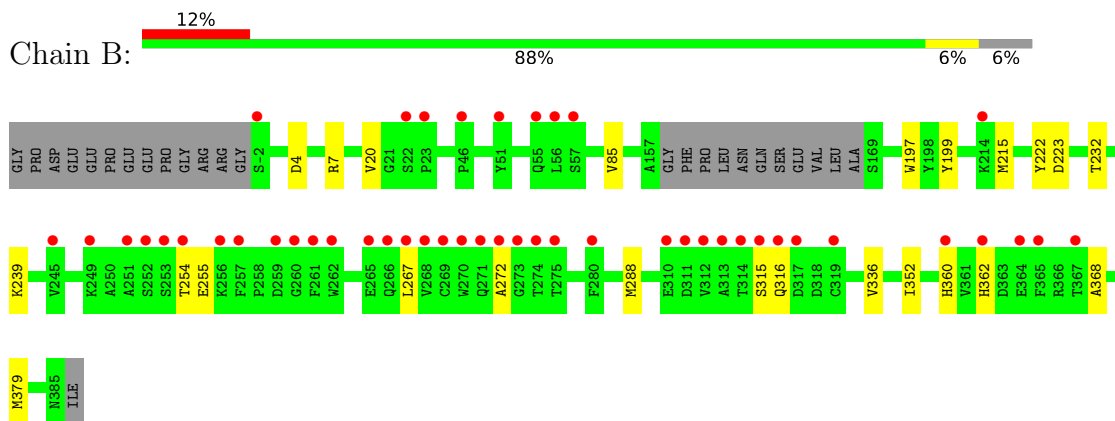 12%
Chain B:
88%
6%
6%
GLY PRO ASP GLU GLU PRO PRO GLU GLU PRO GLY ARG ARG GLY S-2 D4 R7 V20 G21 S22 P23 P46 Y51 Q55 L56 S57 V85 A157 GLY PHE PRO LEU ASN GLN SER GLU VAL LEU ALA S169 W197 Y198 Y199 K214 M215 Y222 D223 T232
K239 V245 K249 A250 A251 S252 S253 T254 E255 K256 F257 P258 D259 G260 F261 W262 E265 Q266 L267 V268 C269 W270 Q271 A272 G273 T274 T275 F280 M288 E310 D311 V312 A313 T314 S315 Q316 D317 D318 C319 V336 I352 H360 V361 H362 D363 E364 F365 R366 T367 A368
M379 N385 ILE